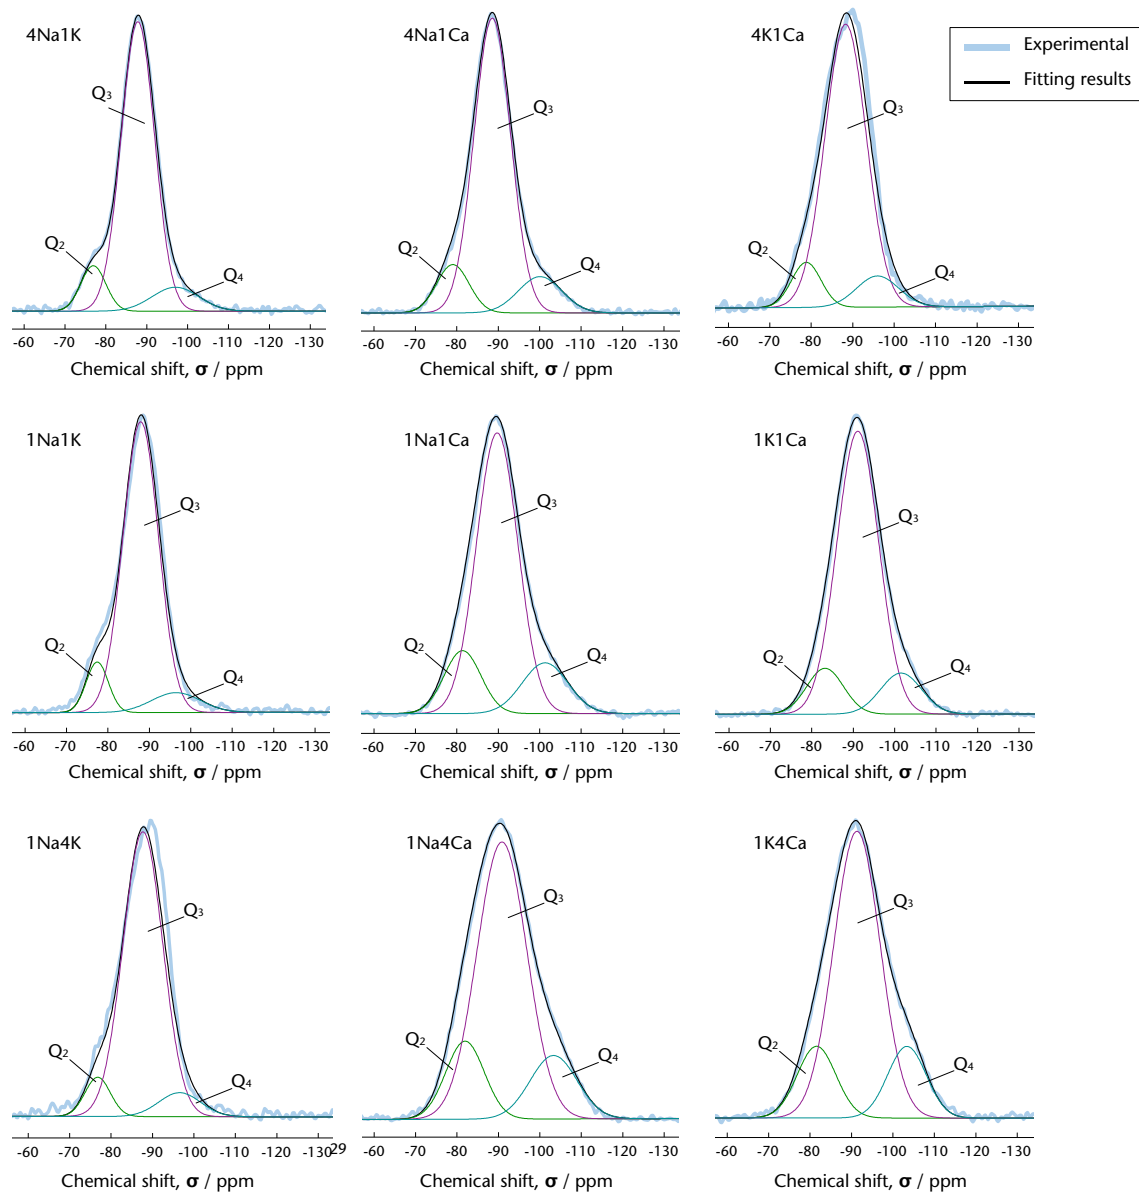 4Na1K
Q3
Q2
Q4
-60 -70 -80 -90 -100 -110 -120 -130
Chemical shift, σ / ppm
4Na1Ca
Q3
Q2
Q4
-60 -70 -80 -90 -100 -110 -120 -130
Chemical shift, σ / ppm
4K1Ca
Q3
Q2
Q4
-60 -70 -80 -90 -100 -110 -120 -130
Chemical shift, σ / ppm
Experimental
Fitting results
1Na1K
Q3
Q2
Q4
-60 -70 -80 -90 -100 -110 -120 -130
Chemical shift, σ / ppm
1Na1Ca
Q3
Q2
Q4
-60 -70 -80 -90 -100 -110 -120 -130
Chemical shift, σ / ppm
1K1Ca
Q3
Q2
Q4
-60 -70 -80 -90 -100 -110 -120 -130
Chemical shift, σ / ppm
1Na4K
Q3
Q2
Q4
-60 -70 -80 -90 -100 -110 -120 -130
29
Chemical shift, σ / ppm
1Na4Ca
Q3
Q2
Q4
-60 -70 -80 -90 -100 -110 -120 -130
Chemical shift, σ / ppm
1K4Ca
Q3
Q2
Q4
-60 -70 -80 -90 -100 -110 -120 -130
Chemical shift, σ / ppm